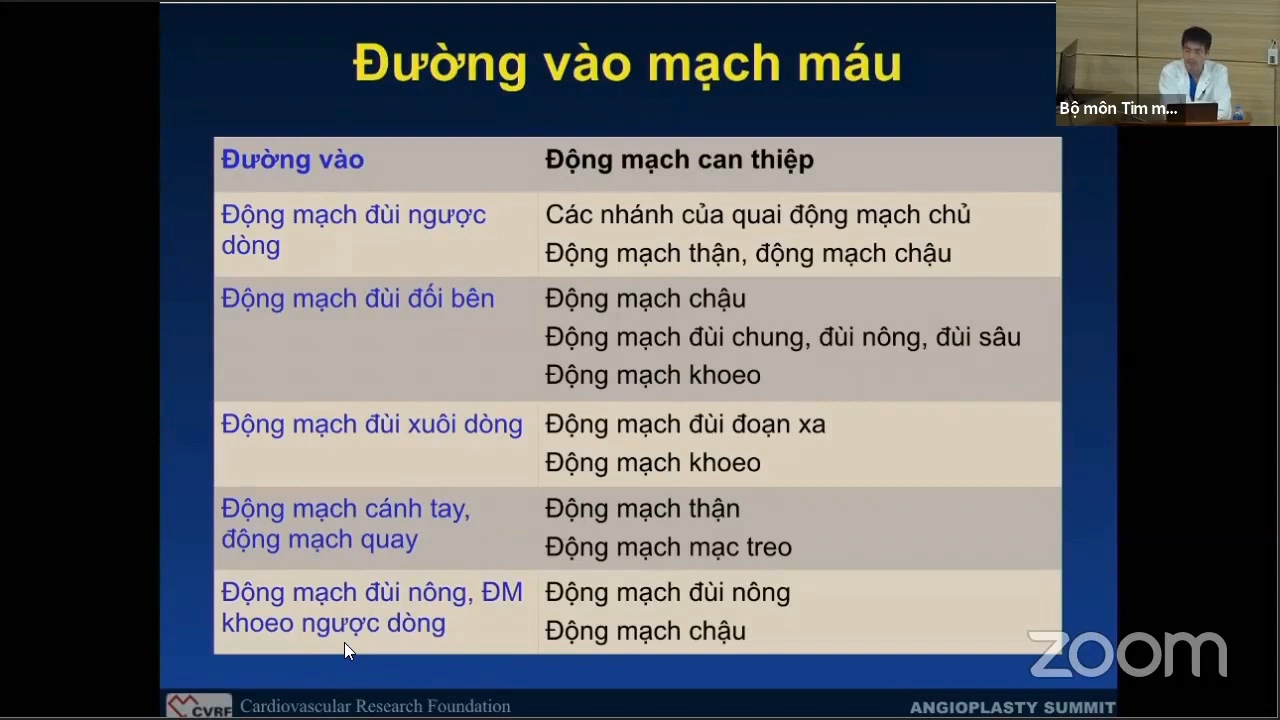 Đường vào mạch máu
Bộ môn Tim m...
Đường vào
Động mạch can thiệp
Động mạch đùi ngược
dòng
Các nhánh của quai động mạch chủ
Động mạch thận, động mạch chậu
Động mạch đùi đối bên
Động mạch chậu
Động mạch đùi chung, đùi nông, đùi sâu
Động mạch khoeo
Động mạch đùi xuôi dòng
Động mạch đùi đoạn xa
Động mạch khoeo
Động mạch cánh tay,
động mạch quay
Động mạch thận
Động mạch mạc treo
Động mạch đùi nông, ĐM
khoeo ngược dòng
Động mạch đùi nông
Động mạch chậu
zoom
CVRF
Cardiovascular Research Foundation
ANGIOPLASTY SUMMIT